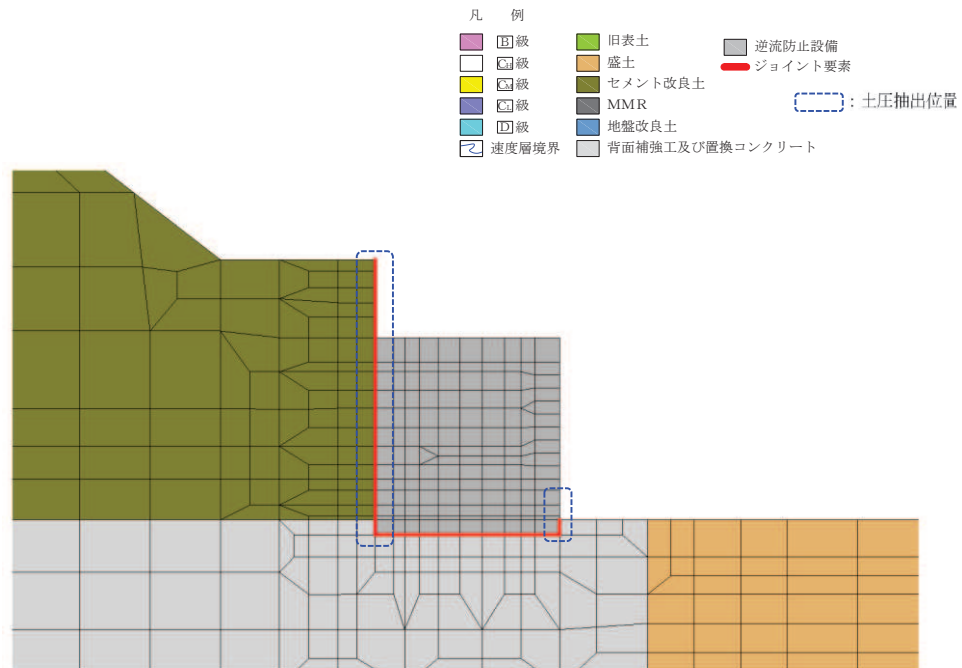 凡 例
B級
CH級
CM級
CL級
D級
速度層境界
旧表土
盛土
セメント改良土
MMR
地盤改良土
背面補強工及び置換コンクリート
逆流防止設備
ジョイント要素
：土圧抽出位置